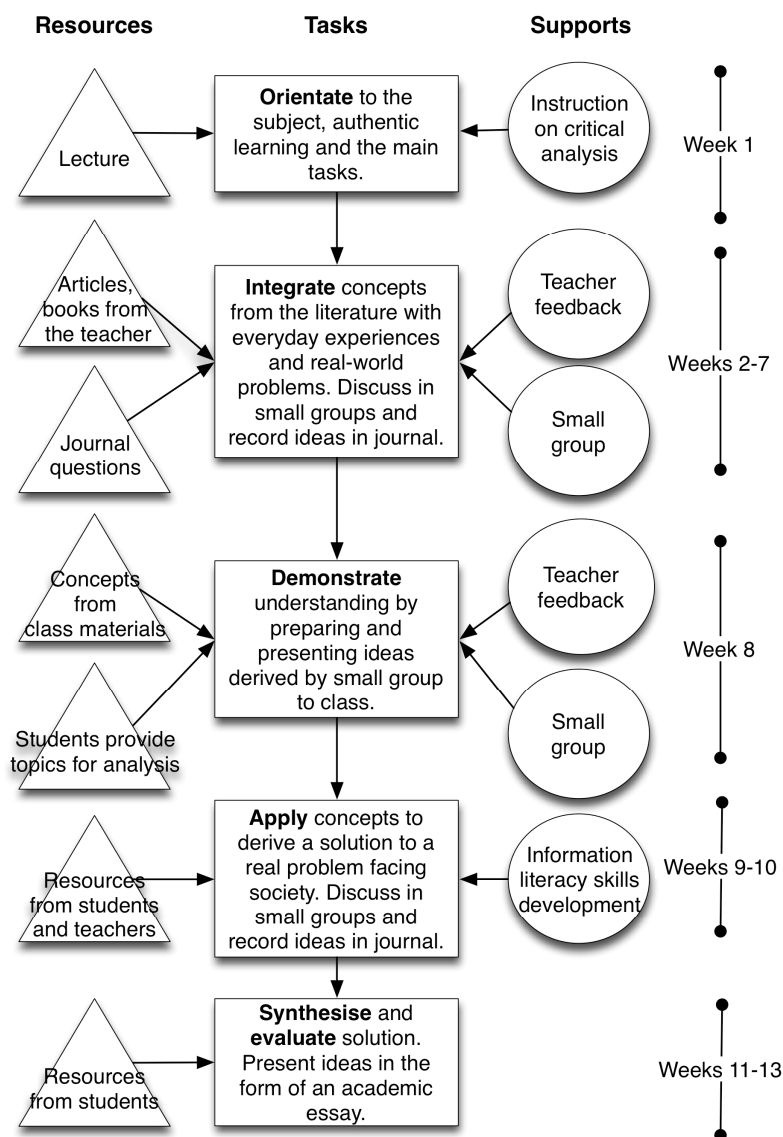 Resources
Tasks
Supports
Lecture
Orientate to the
subject, authentic
learning and the main
tasks.
Instruction
on critical
analysis
Week 1
Articles,
books from
the teacher
Journal
questions
Integrate concepts
from the literature with
everyday experiences
and real-world
problems. Discuss in
small groups and
record ideas in journal.
Teacher
feedback
Small
group
Weeks 2-7
Concepts
from
class materials
Students provide
topics for analysis
Demonstrate
understanding by
preparing and
presenting ideas
derived by small group
to class.
Teacher
feedback
Small
group
Week 8
Resources
from students
and teachers
Apply concepts to
derive a solution to a
real problem facing
society. Discuss in
small groups and
record ideas in journal.
Information
literacy skills
development
Weeks 9-10
Resources
from students
Synthesise and
evaluate solution.
Present ideas in the
form of an academic
essay.
Weeks 11-13